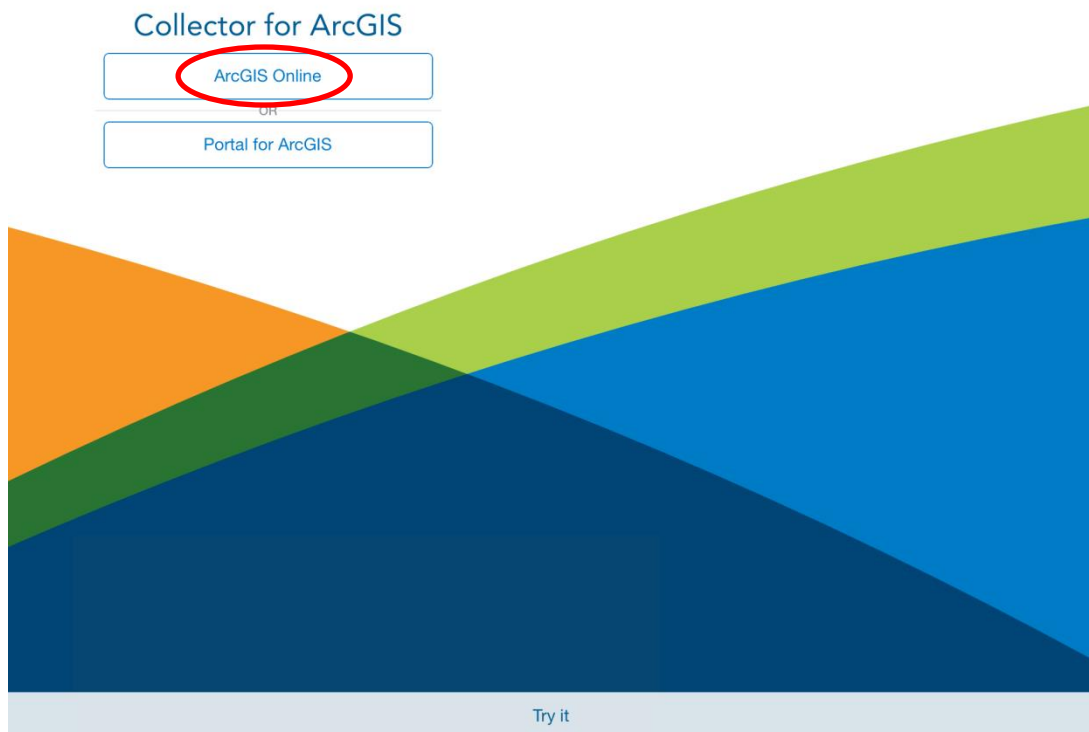 Collector for ArcGIS
ArcGIS Online
OR
Portal for ArcGIS
Try it